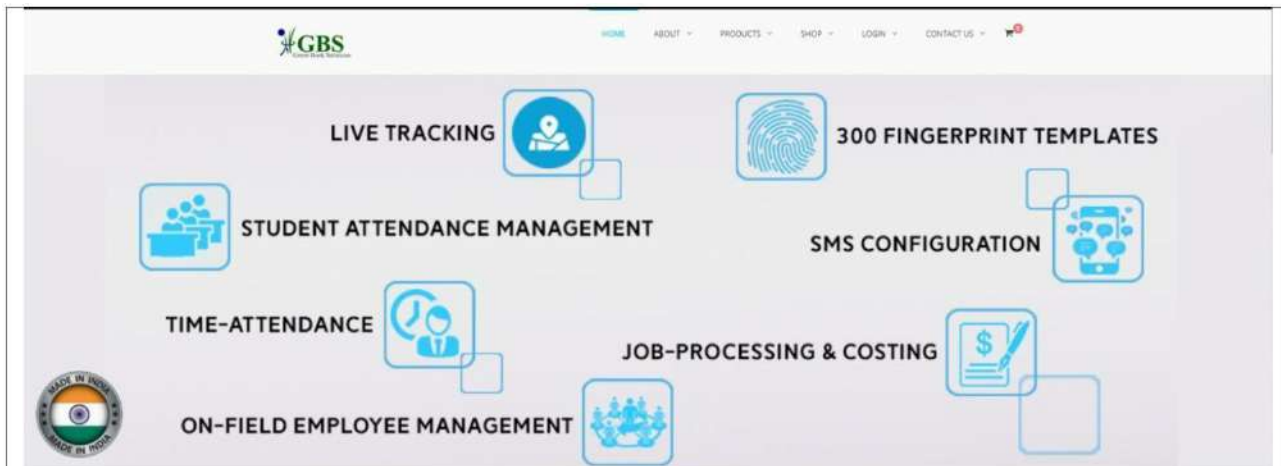 GBS
HOME ABOUT PRODUCTS SHOP LOGIN CONTACT US 0
LIVE TRACKING
300 FINGERPRINT TEMPLATES
STUDENT ATTENDANCE MANAGEMENT
SMS CONFIGURATION
TIME-ATTENDANCE
JOB-PROCESSING & COSTING
$
ON-FIELD EMPLOYEE MANAGEMENT
MADE IN INDIA
MADE IN INDIA